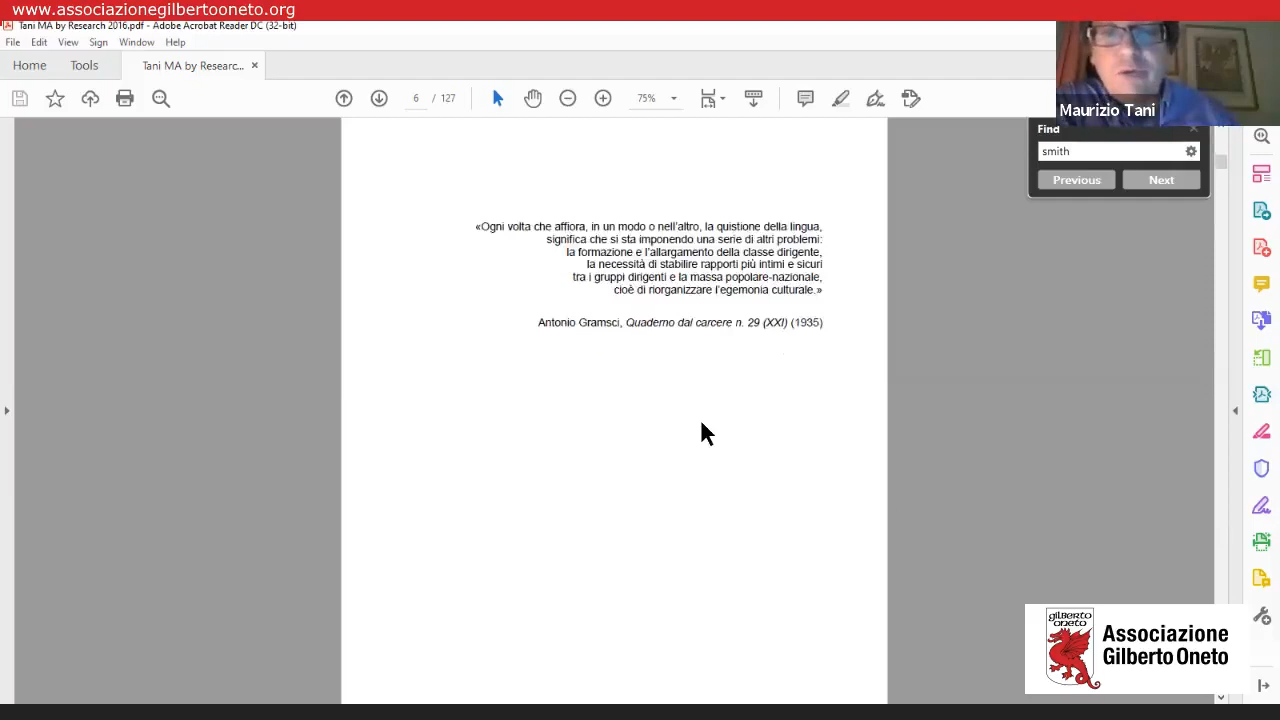 www.associazionegilbertooneto.org
Tani MA by Research 2016.pdf - Adobe Acrobat Reader DC (32-bit)
File Edit View Sign Window Help
Home Tools Tani MA by Researc... ×
6 / 127 75%
Maurizio Tani
Find
smith
Previous Next
«Ogni volta che affiora, in un modo o nell'altro, la quistione della lingua,
significa che si sta imponendo una serie di altri problemi:
la formazione e l'allargamento della classe dirigente,
la necessità di stabilire rapporti più intimi e sicuri
tra i gruppi dirigenti e la massa popolare-nazionale,
cioè di riorganizzare l'egemonia culturale.»
Antonio Gramsci, Quaderno dal carcere n. 29 (XXI) (1935)
gilberto
oneto
Associazione
Gilberto Oneto